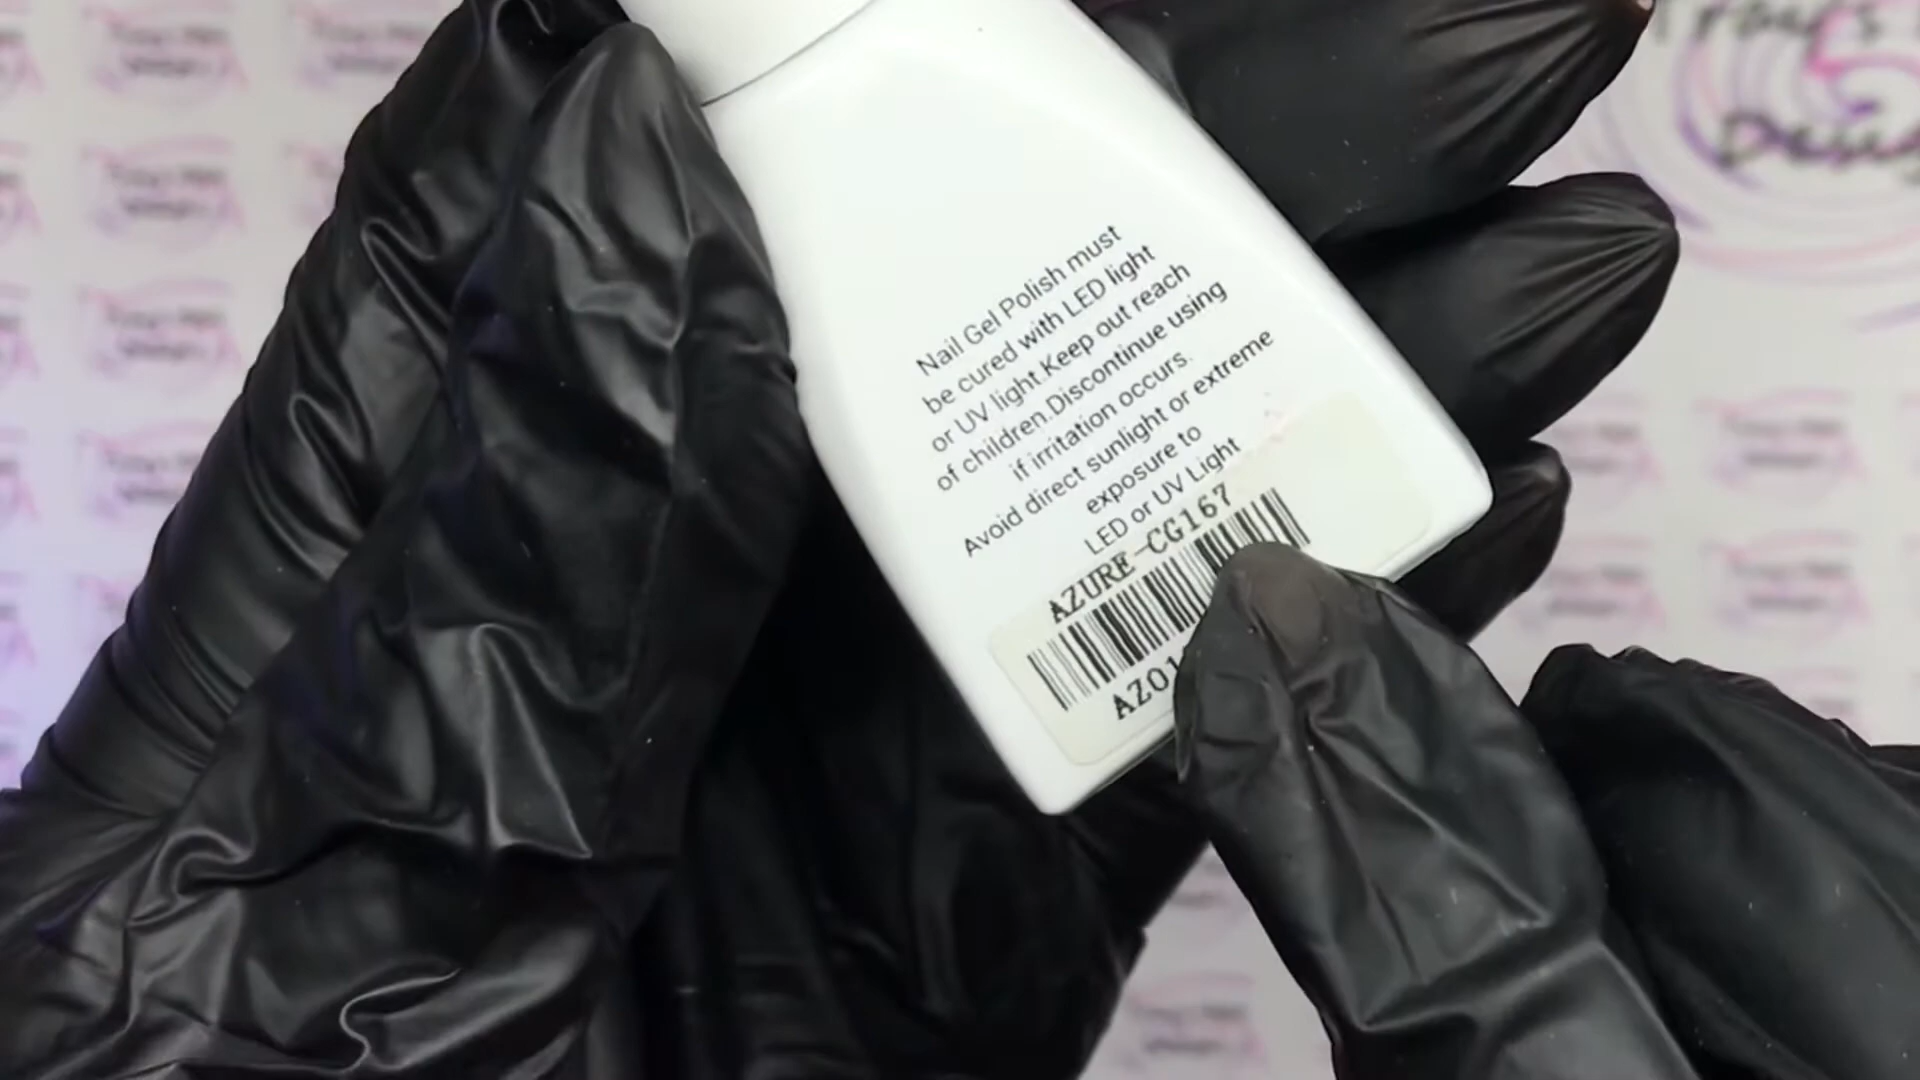 Nail Gel Polish must
be cured with LED light
or UV light.Keep out reach
of children.Discontinue using
if irritation occurs.
Avoid direct sunlight or extreme
exposure to
LED or UV Light
AZURE-CG167